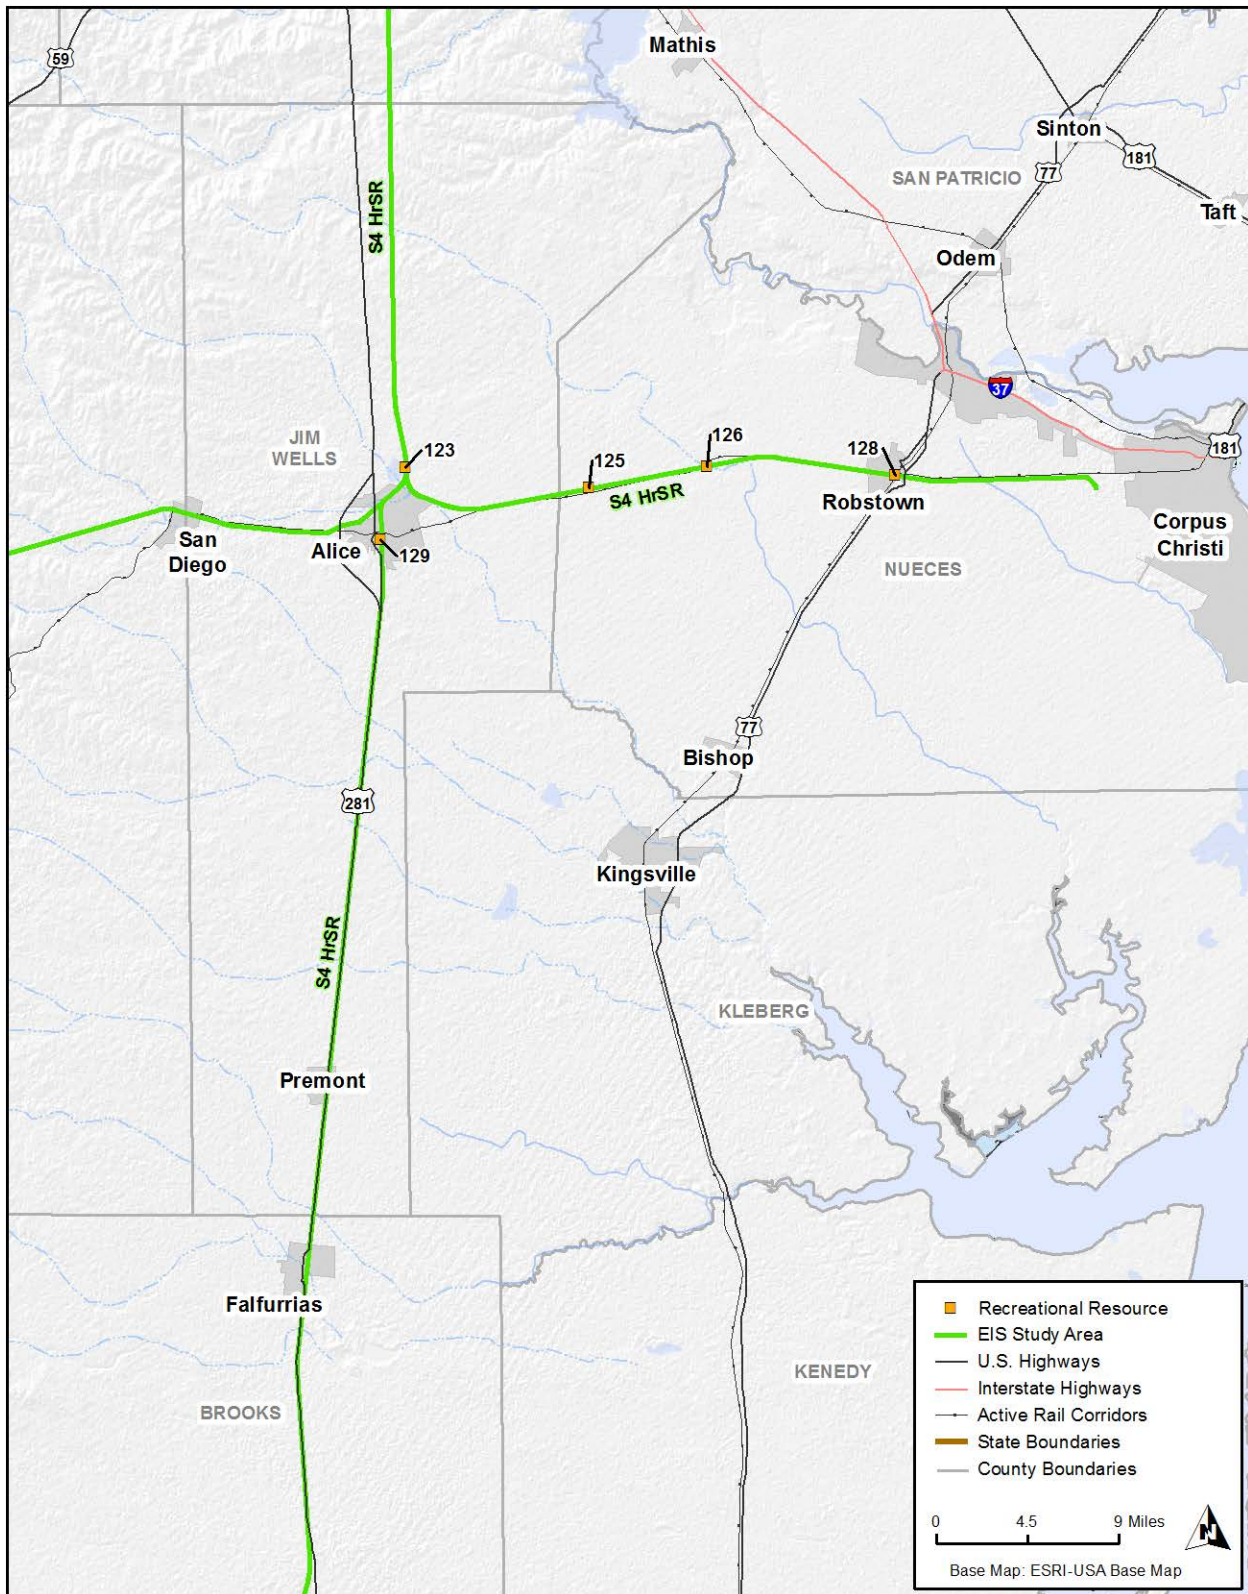 59
Mathis
Sinton
181
77
SAN PATRICIO
Taft
S4 HrSR
Odem
37
JIM
WELLS
123
126
128
181
125
S4 HrSR
Robstown
Corpus
Christi
San
Diego
Alice
129
NUECES
77
Bishop
281
Kingsville
S4 HrSR
KLEBERG
Premont
Falfurrias
KENEDY
BROOKS
Recreational Resource
EIS Study Area
U.S. Highways
Interstate Highways
Active Rail Corridors
State Boundaries
County Boundaries
0 4.5 9 Miles
N
Base Map: ESRI-USA Base Map